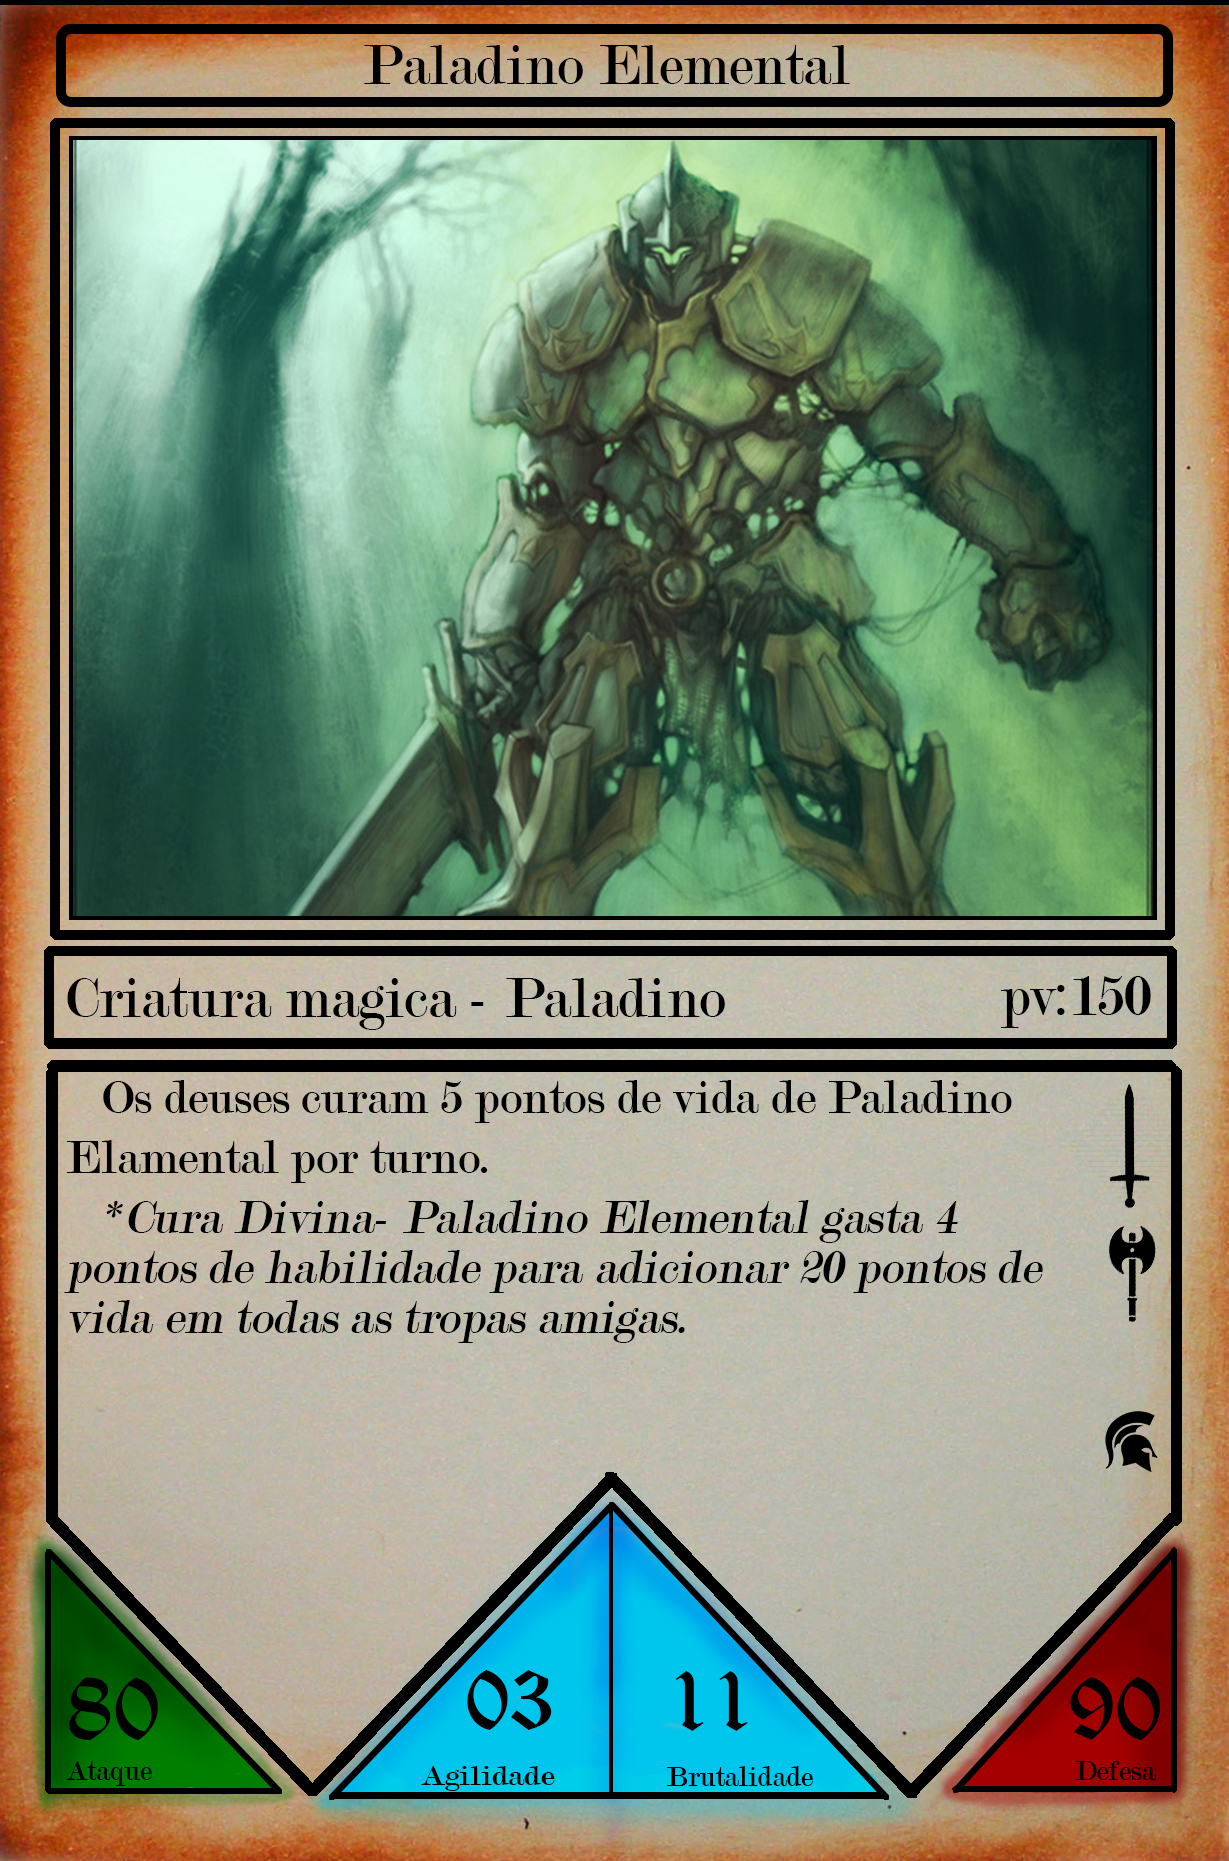 Paladino Elemental
Criatura magica - Paladino
pv:150
Os deuses curam 5 pontos de vida de Paladino
Elamental por turno.
*Cura Divina- Paladino Elemental gasta 4
pontos de habilidade para adicionar 20 pontos de
vida em todas as tropas amigas.
80
Ataque
03
Agilidade
11
Brutalidade
90
Defesa